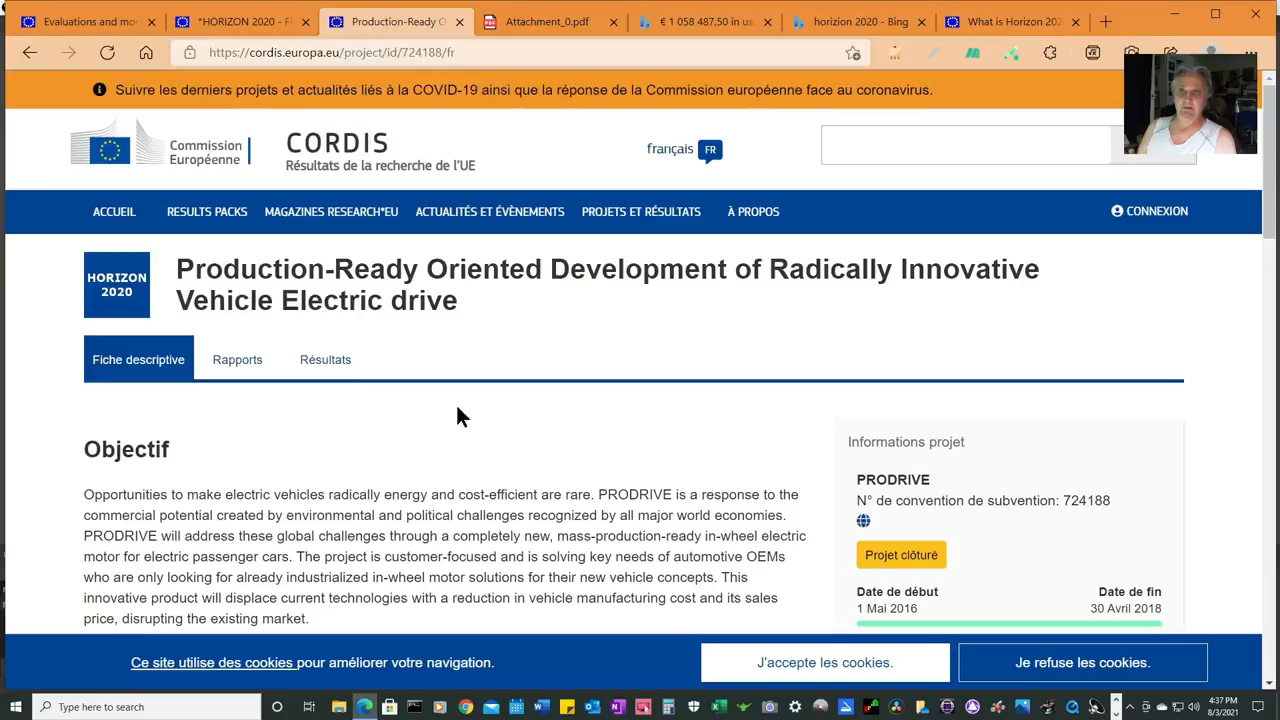 Evaluations and mo
*HORIZON 2020 - Fi
Production-Ready O
Attachment_0.pdf
€ 1 058 487,50 in us
horizion 2020 - Bing
What is Horizon 202
https://cordis.europa.eu/project/id/724188/fr
Suivre les derniers projets et actualités liés à la COVID-19 ainsi que la réponse de la Commission européenne face au coronavirus.
Commission
Européenne
CORDIS
Résultats de la recherche de l'UE
français FR
ACCUEIL RESULTS PACKS MAGAZINES RESEARCH*EU ACTUALITÉS ET ÉVÈNEMENTS PROJETS ET RÉSULTATS À PROPOS CONNEXION
HORIZON
2020
Production-Ready Oriented Development of Radically Innovative
Vehicle Electric drive
Fiche descriptive Rapports Résultats
Objectif
Opportunities to make electric vehicles radically energy and cost-efficient are rare. PRODRIVE is a response to the
commercial potential created by environmental and political challenges recognized by all major world economies.
PRODRIVE will address these global challenges through a completely new, mass-production-ready in-wheel electric
motor for electric passenger cars. The project is customer-focused and is solving key needs of automotive OEMs
who are only looking for already industrialized in-wheel motor solutions for their new vehicle concepts. This
innovative product will displace current technologies with a reduction in vehicle manufacturing cost and its sales
price, disrupting the existing market.
Informations projet
PRODRIVE
N° de convention de subvention: 724188
Projet clôturé
Date de début Date de fin
1 Mai 2016 30 Avril 2018
Ce site utilise des cookies pour améliorer votre navigation.
J'accepte les cookies.
Je refuse les cookies.
Type here to search
4:37 PM
8/3/2021